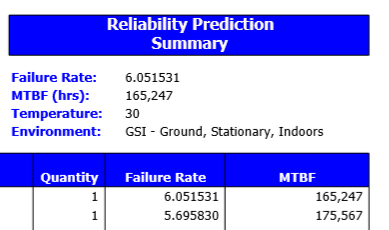 Reliability Prediction
Summary
Failure Rate: 6.051531
MTBF (hrs): 165,247
Temperature: 30
Environment: GSI - Ground, Stationary, Indoors
Quantity Failure Rate MTBF
1 6.051531 165,247
1 5.695830 175,567